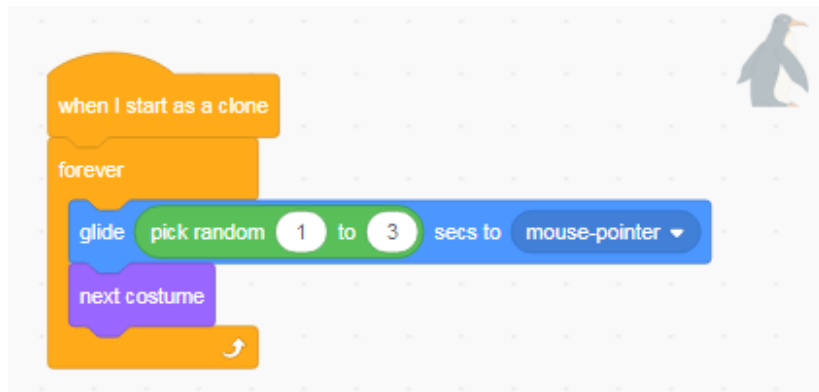 when I start as a clone
forever
glide pick random 1 to 3 secs to mouse-pointer
next costume